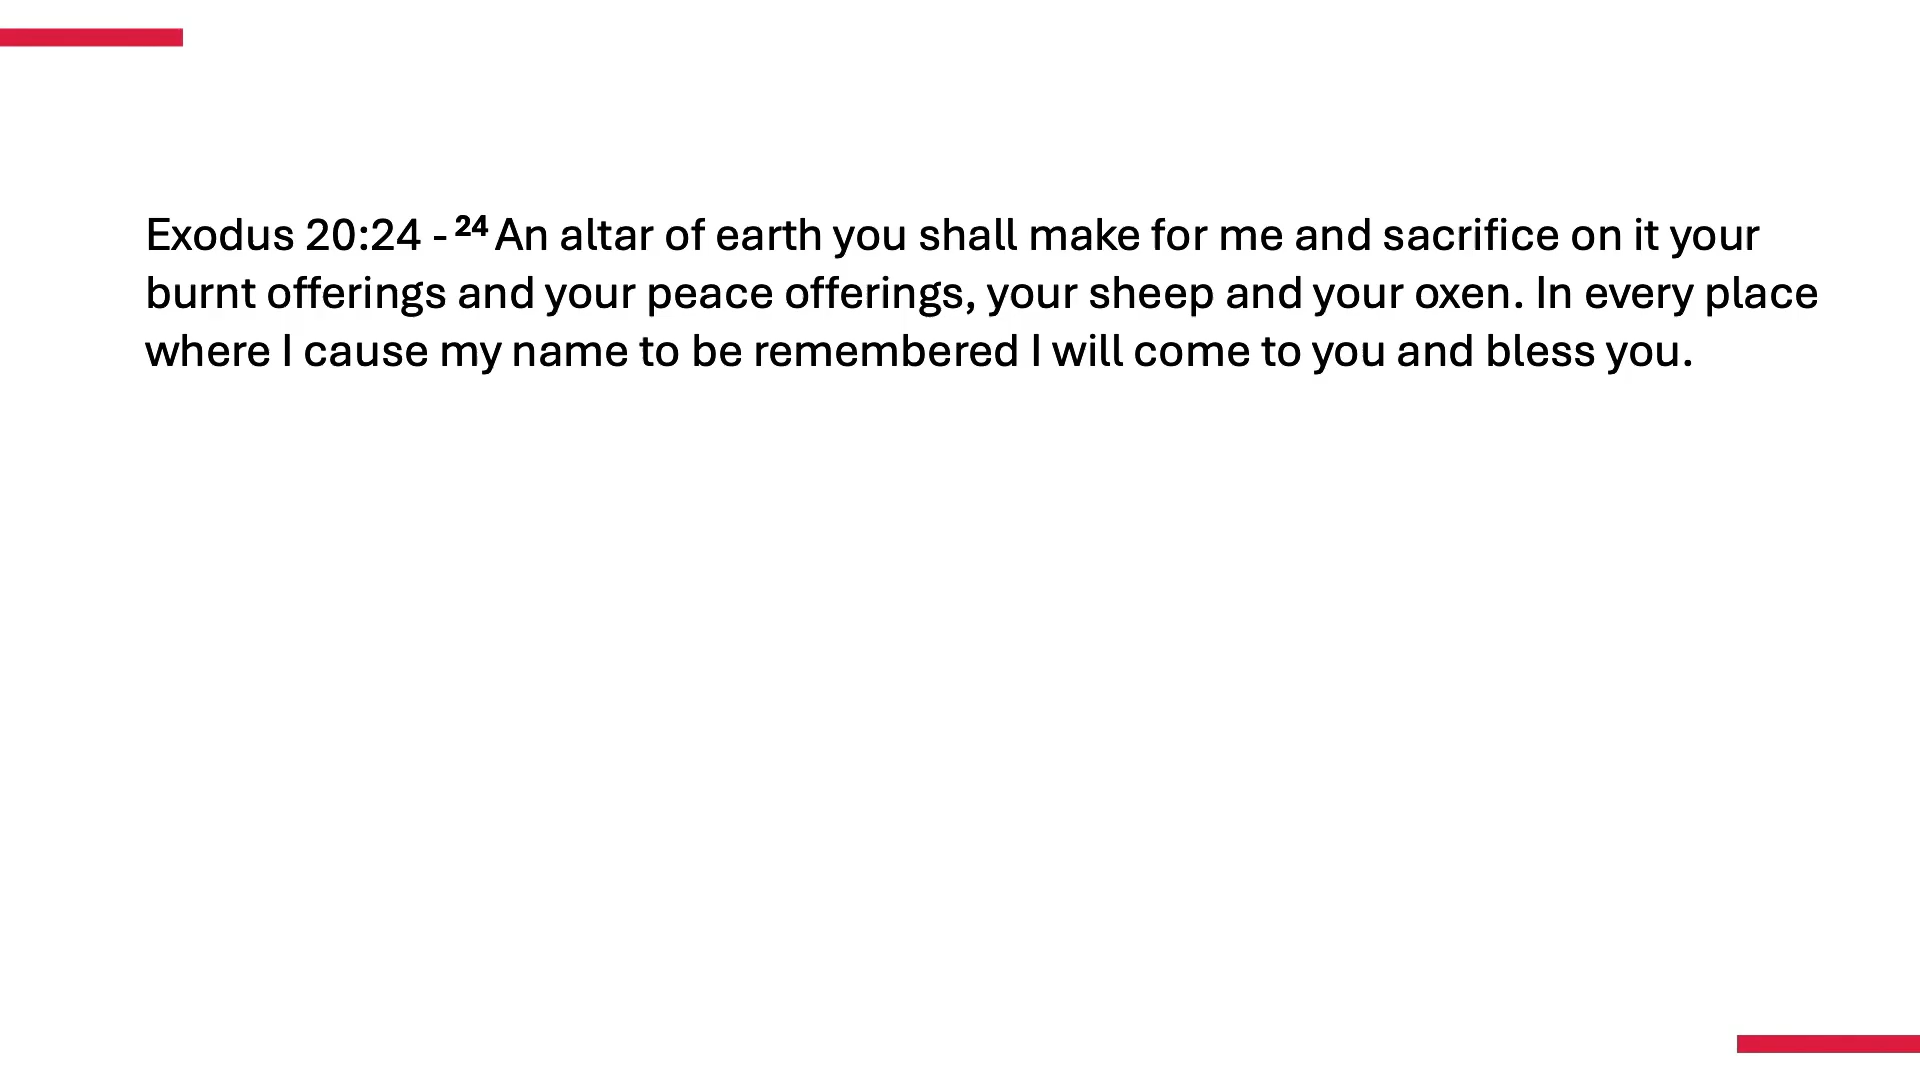 Exodus 20:24 - 24 An altar of earth you shall make for me and sacrifice on it your
burnt offerings and your peace offerings, your sheep and your oxen. In every place
where I cause my name to be remembered I will come to you and bless you.